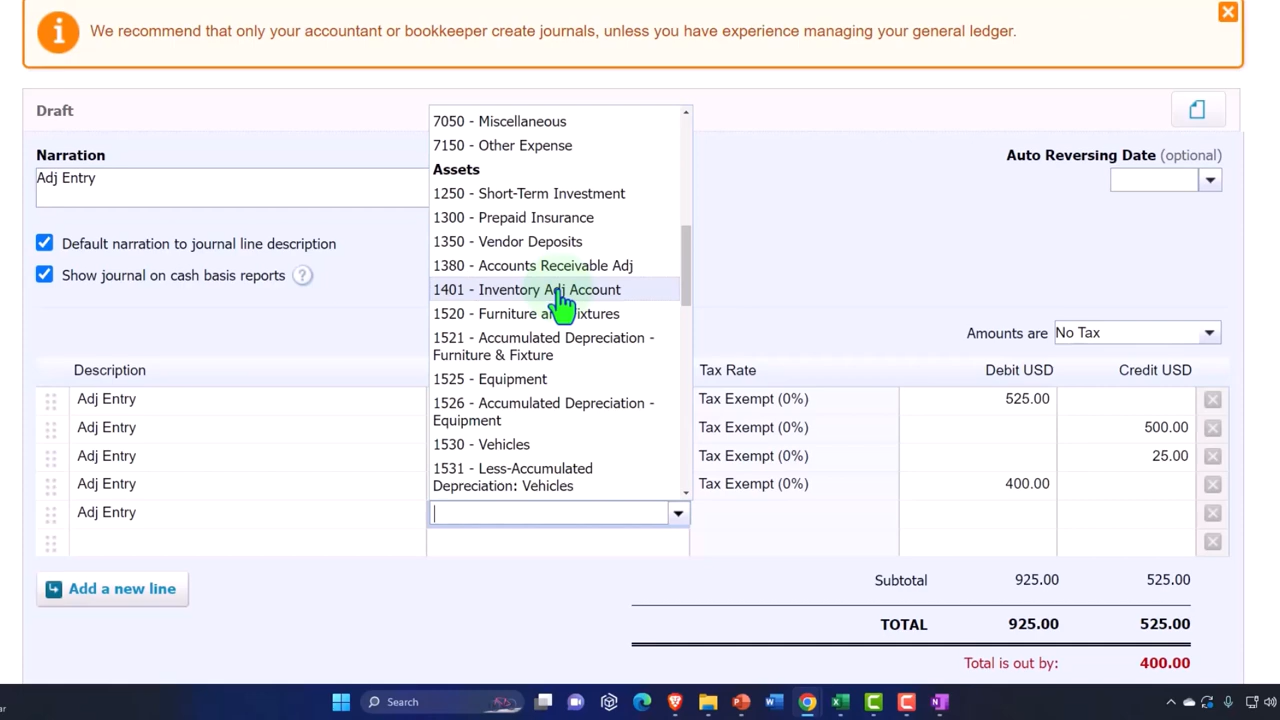 We recommend that only your accountant or bookkeeper create journals, unless you have experience managing your general ledger.
Draft
Narration
Adj Entry
Auto Reversing Date (optional)
Default narration to journal line description
Show journal on cash basis reports ?
7050 - Miscellaneous
7150 - Other Expense
Assets
1250 - Short-Term Investment
1300 - Prepaid Insurance
1350 - Vendor Deposits
1380 - Accounts Receivable Adj
1401 - Inventory Adj Account
1520 - Furniture and Fixtures
1521 - Accumulated Depreciation -
Furniture & Fixture
1525 - Equipment
1526 - Accumulated Depreciation -
Equipment
1530 - Vehicles
1531 - Less-Accumulated
Depreciation: Vehicles
Amounts are No Tax
Description Tax Rate Debit USD Credit USD
Adj Entry Tax Exempt (0%) 525.00
Adj Entry Tax Exempt (0%) 500.00
Adj Entry Tax Exempt (0%) 25.00
Adj Entry Tax Exempt (0%) 400.00
Adj Entry
Add a new line
Subtotal 925.00 525.00
TOTAL 925.00 525.00
Total is out by: 400.00
Search